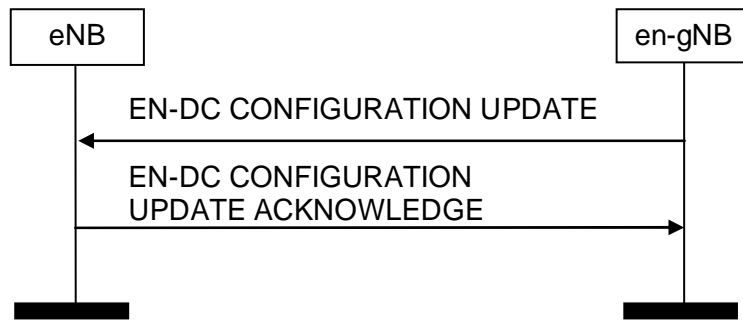 eNB
en-gNB
EN-DC CONFIGURATION UPDATE
EN-DC CONFIGURATION
UPDATE ACKNOWLEDGE